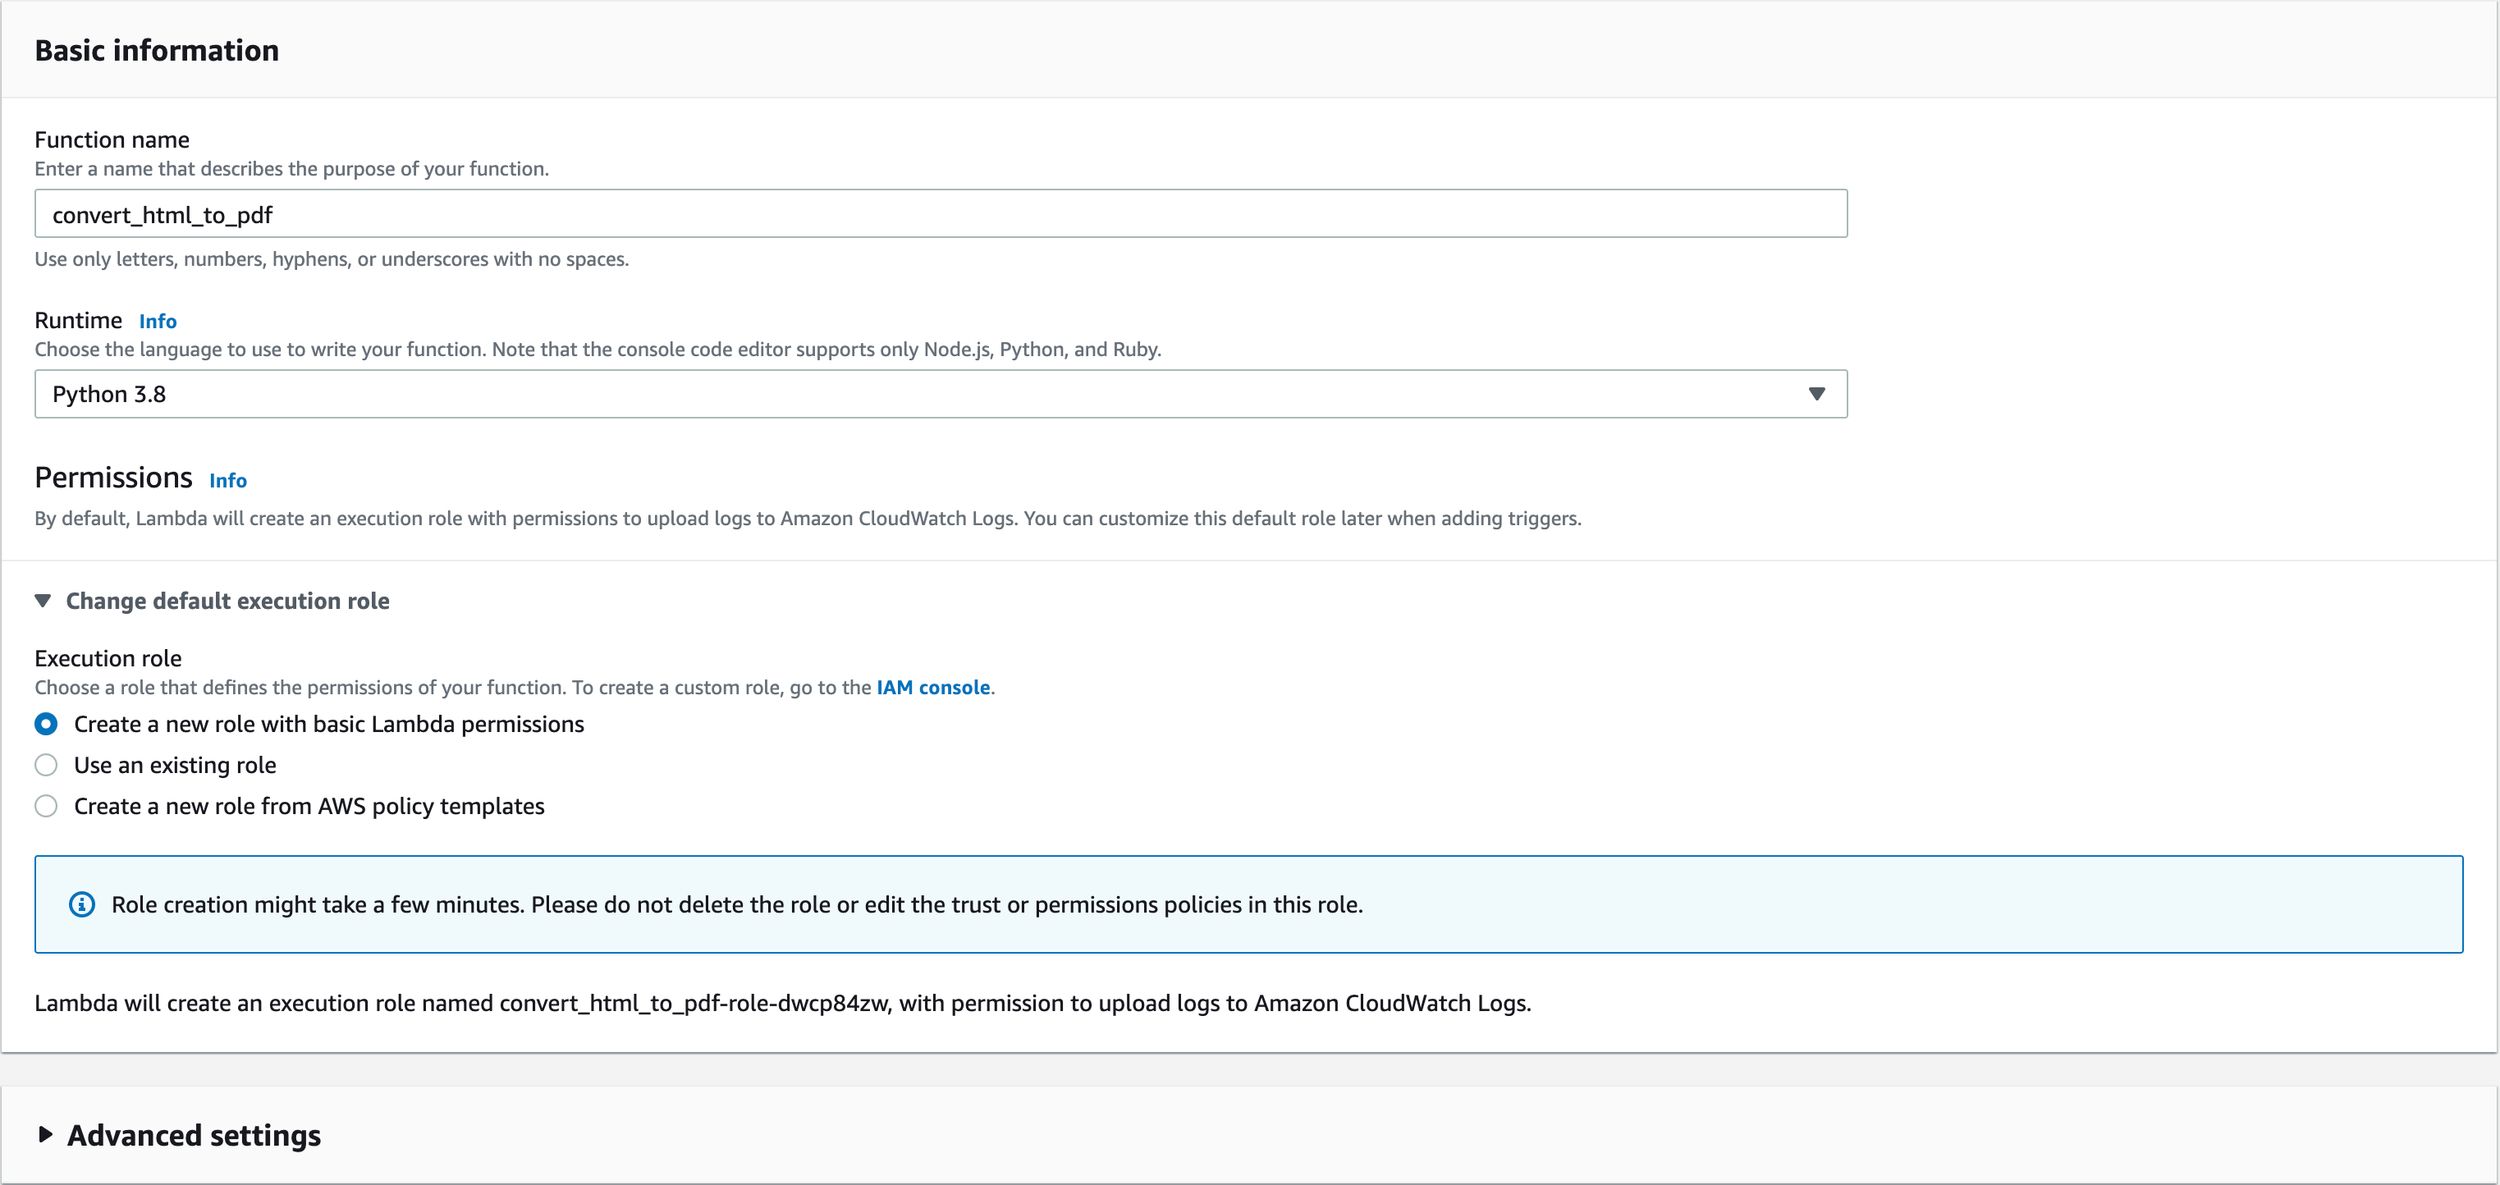 Basic information
Function name
Enter a name that describes the purpose of your function.
convert_html_to_pdf
Use only letters, numbers, hyphens, or underscores with no spaces.
Runtime Info
Choose the language to use to write your function. Note that the console code editor supports only Node.js, Python, and Ruby.
Python 3.8
Permissions Info
By default, Lambda will create an execution role with permissions to upload logs to Amazon CloudWatch Logs. You can customize this default role later when adding triggers.
Change default execution role
Execution role
Choose a role that defines the permissions of your function. To create a custom role, go to the IAM console.
Create a new role with basic Lambda permissions
Use an existing role
Create a new role from AWS policy templates
Role creation might take a few minutes. Please do not delete the role or edit the trust or permissions policies in this role.
Lambda will create an execution role named convert_html_to_pdf-role-dwcp84zw, with permission to upload logs to Amazon CloudWatch Logs.
Advanced settings